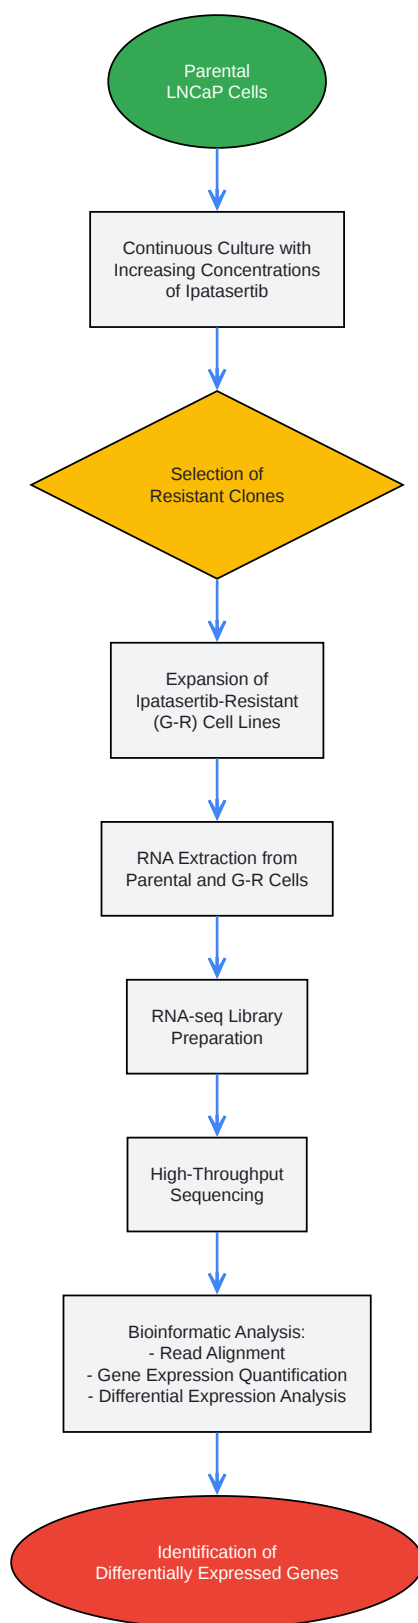 Parental
LNCaP Cells
Continuous Culture with
Increasing Concentrations
of Ipatasertib
Selection of
Resistant Clones
Expansion of
Ipatasertib-Resistant
(G-R) Cell Lines
RNA Extraction from
Parental and G-R Cells
RNA-seq Library
Preparation
High-Throughput
Sequencing
Bioinformatic Analysis:
- Read Alignment
- Gene Expression Quantification
- Differential Expression Analysis
Identification of
Differentially Expressed Genes